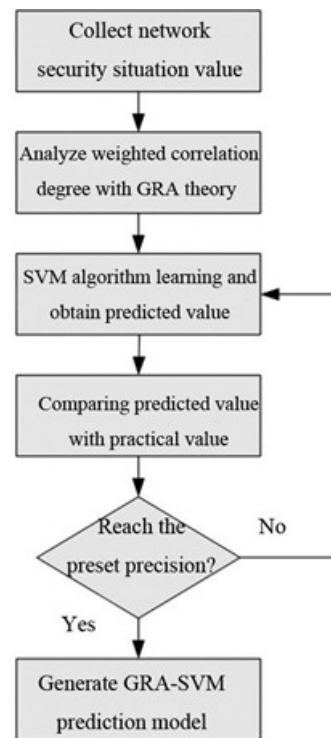 Collect network
security situation value
Analyze weighted correlation
degree with GRA theory
SVM algorithm learning and
obtain predicted value
Comparing predicted value
with practical value
Reach the
preset precision?
No
Yes
Generate GRA-SVM
prediction model